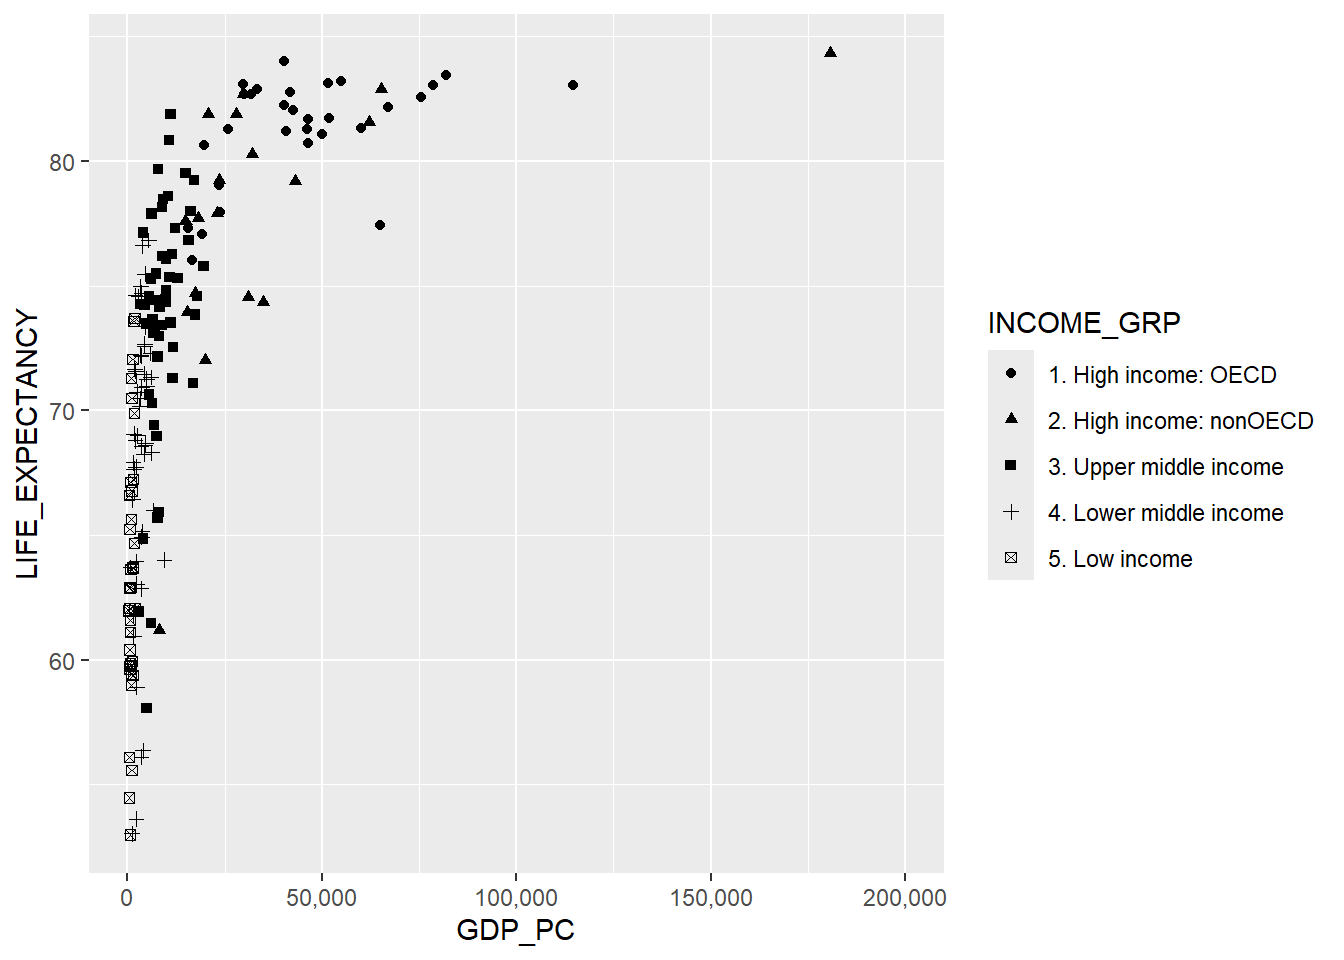 LIFE_EXPECTANCY
80
70
60
0
50,000
100,000
150,000
200,000
GDP_PC
INCOME_GRP
1. High income: OECD
2. High income: nonOECD
3. Upper middle income
4. Lower middle income
5. Low income